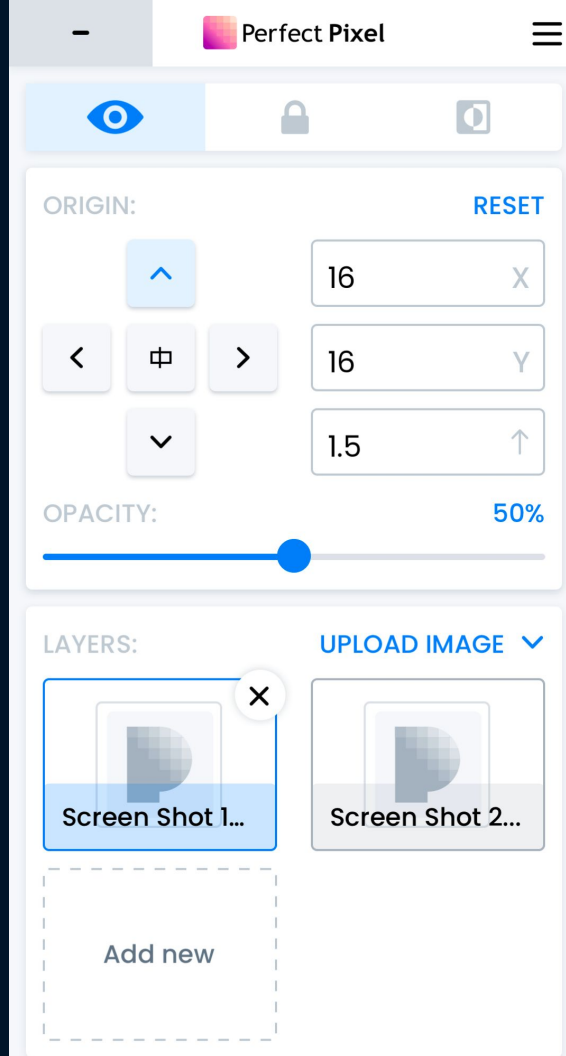 Perfect Pixel
ORIGIN:
RESET
16 X
16 Y
1.5 ↑
OPACITY:
50%
LAYERS:
UPLOAD IMAGE
Screen Shot 1...
Screen Shot 2...
Add new